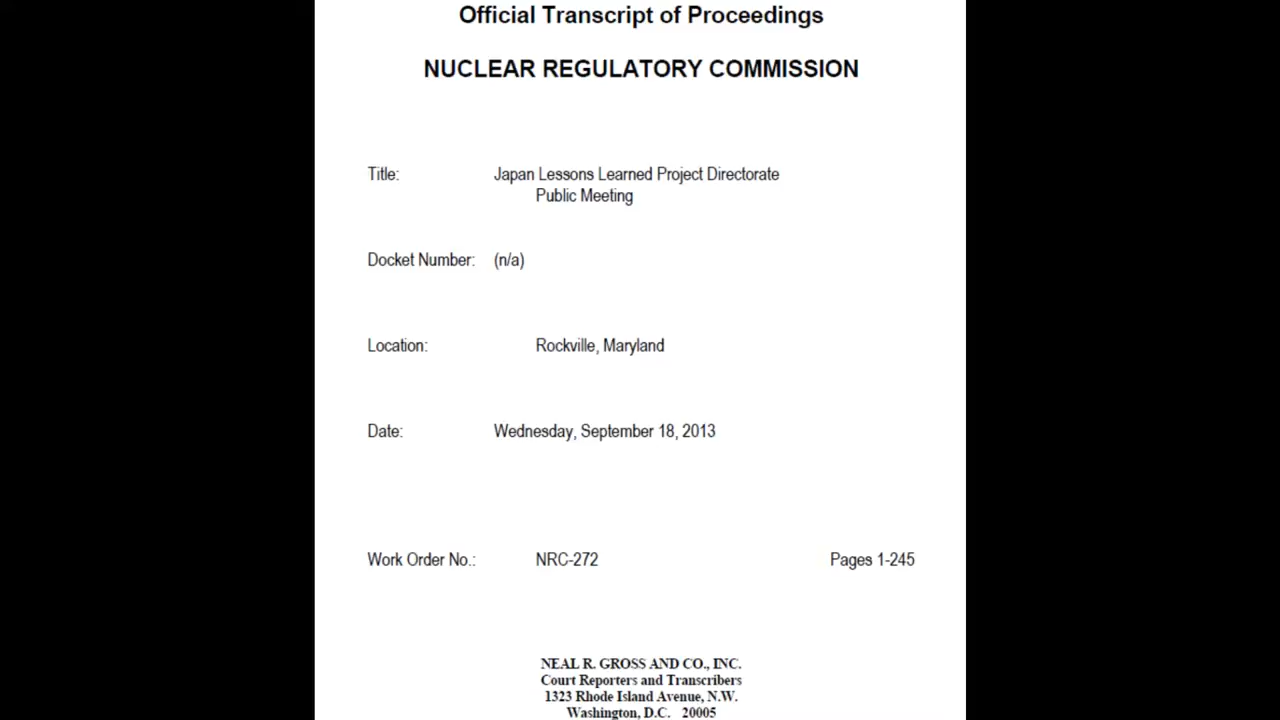 Official Transcript of Proceedings
NUCLEAR REGULATORY COMMISSION
Title: Japan Lessons Learned Project Directorate
Public Meeting
Docket Number: (n/a)
Location: Rockville, Maryland
Date: Wednesday, September 18, 2013
Work Order No.: NRC-272 Pages 1-245
NEAL R. GROSS AND CO., INC.
Court Reporters and Transcribers
1323 Rhode Island Avenue, N.W.
Washington, D.C. 20005